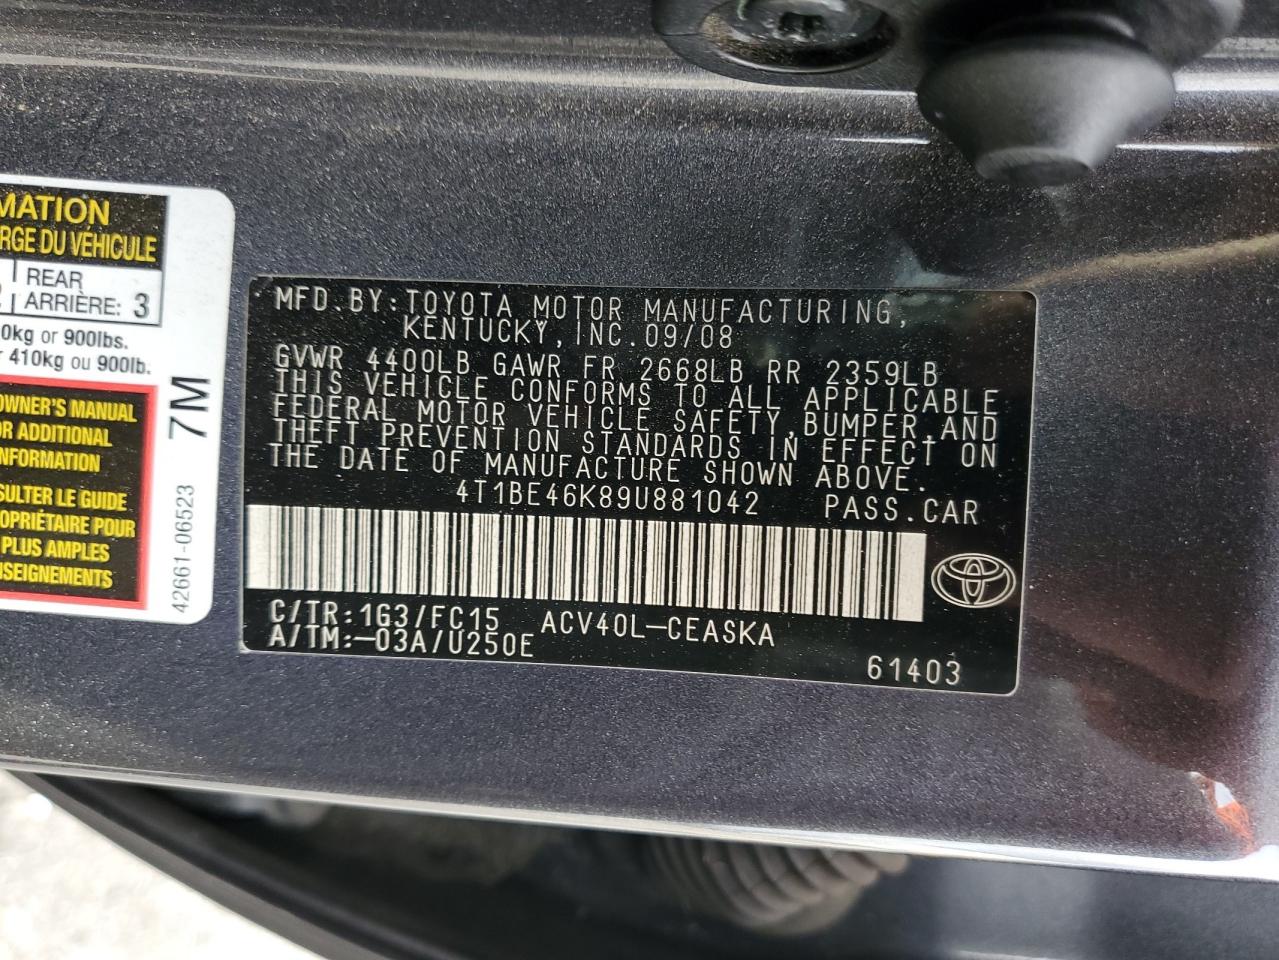 MATION
RGE DU VÉHICULE
REAR
ARRIÈRE: 3
0kg or 900lbs.
410kg ou 900lb.
OWNER'S MANUAL
OR ADDITIONAL
NFORMATION
SULTER LE GUIDE
OPRIÉTAIRE POUR
PLUS AMPLES
SEIGNEMENTS
7M
42661-06523
MFD.BY:TOYOTA MOTOR MANUFACTURING,
KENTUCKY, INC.09/08
GVWR 4400LB GAWR FR 2668LB RR 2359LB
THIS VEHICLE CONFORMS TO ALL APPLICABLE
FEDERAL MOTOR VEHICLE SAFETY,BUMPER,AND
THEFT PREVENTION STANDARDS IN EFFECT ON
THE DATE OF MANUFACTURE SHOWN ABOVE.
4T1BE46K89U881042 PASS.CAR
C/TR:1G3/FC15 ACV40L-CEASKA
A/TM:-03A/U250E
61403